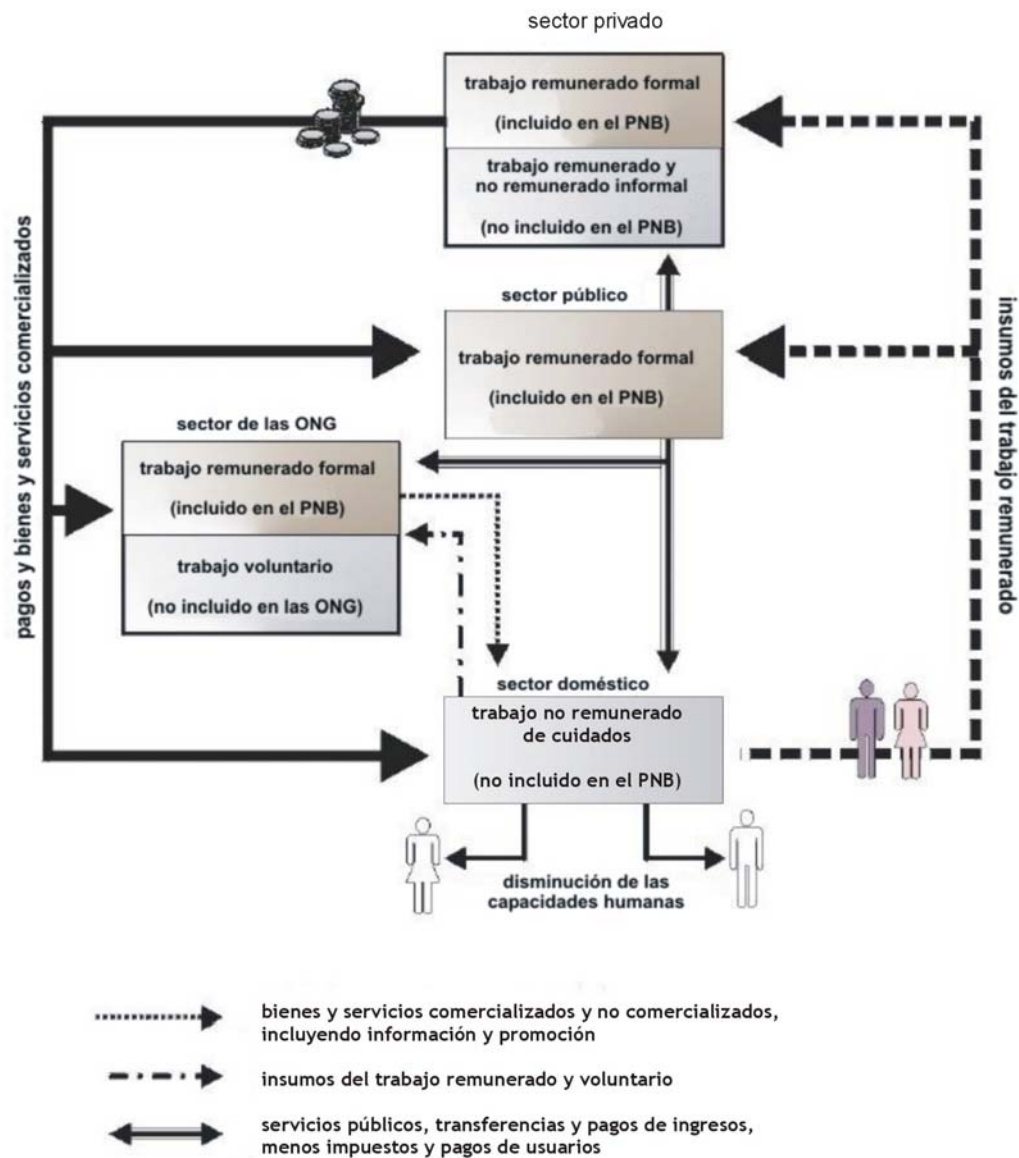 sector privado
trabajo remunerado formal
(incluido en el PNB)
trabajo remunerado y
no remunerado informal
(no incluido en el PNB)
pagos y bienes y servicios comercializados
sector público
trabajo remunerado formal
(incluido en el PNB)
insumos del trabajo remunerado
sector de las ONG
trabajo remunerado formal
(incluido en el PNB)
trabajo voluntario
(no incluido en las ONG)
sector doméstico
trabajo no remunerado
de cuidados
(no incluido en el PNB)
disminución de las
capacidades humanas
bienes y servicios comercializados y no comercializados,
incluyendo información y promoción
insumos del trabajo remunerado y voluntario
servicios públicos, transferencias y pagos de ingresos,
menos impuestos y pagos de usuarios